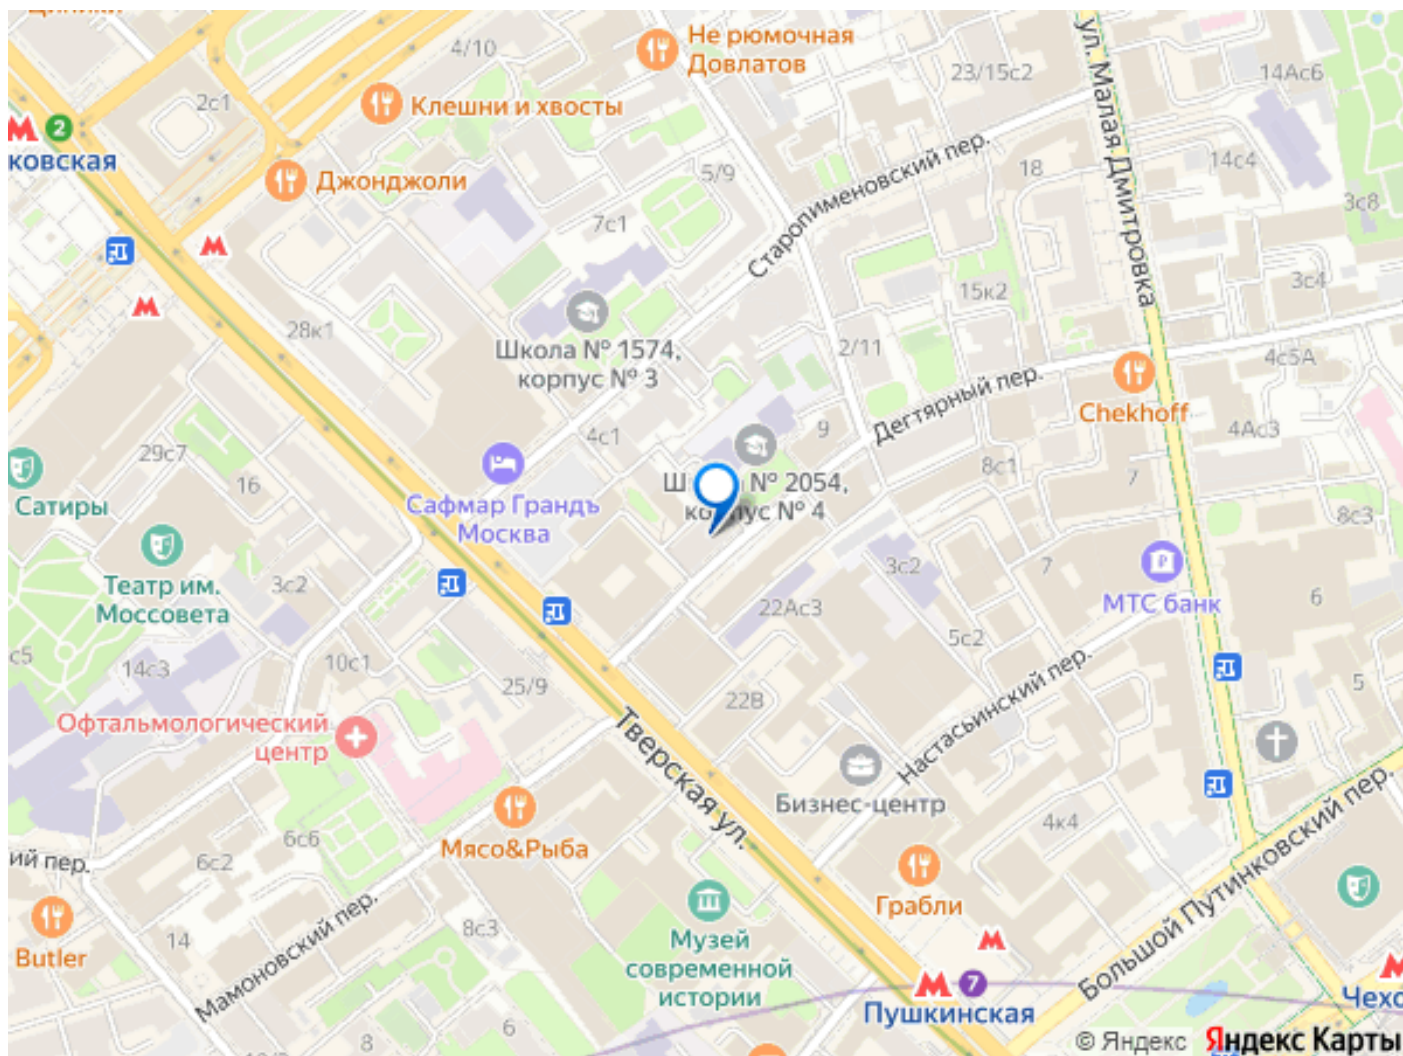 Циники
4/10
Не рюмочная
Довлатов
23/15с2
14Ас6
ул. Малая Дмитровка
2с1
Клешни и хвосты
2
ковская
Джонджоли
5/9
Старопименовский пер.
18
14с4
3с8
7с1
3с4
15к2
28к1
Школа № 1574,
корпус № 3
2/11
4с5А
Дегтярный пер.
Chekhoff
4с1
9
4Ас3
29с7
16
Сатиры
Сафмар Грандъ
Москва
№ 2054,
№ 4
8с1
7
8с3
Театр им.
Моссовета
3с2
3с2
7
22Ас3
МТС банк
6
5с2
с5
14с3
10с1
25/9
22В
5
Офтальмологический
центр
Тверская ул.
Настасьинский пер.
Бизнес-центр
4к4
ий пер.
6с2
6с6
Мясо&Рыба
Грабли
Большой Путинковский пер.
Butler
14
Мамоновский пер.
8с3
Музей
современной
истории
7
Пушкинская
Чехо
6
8
© Яндекс Яндекс Карты